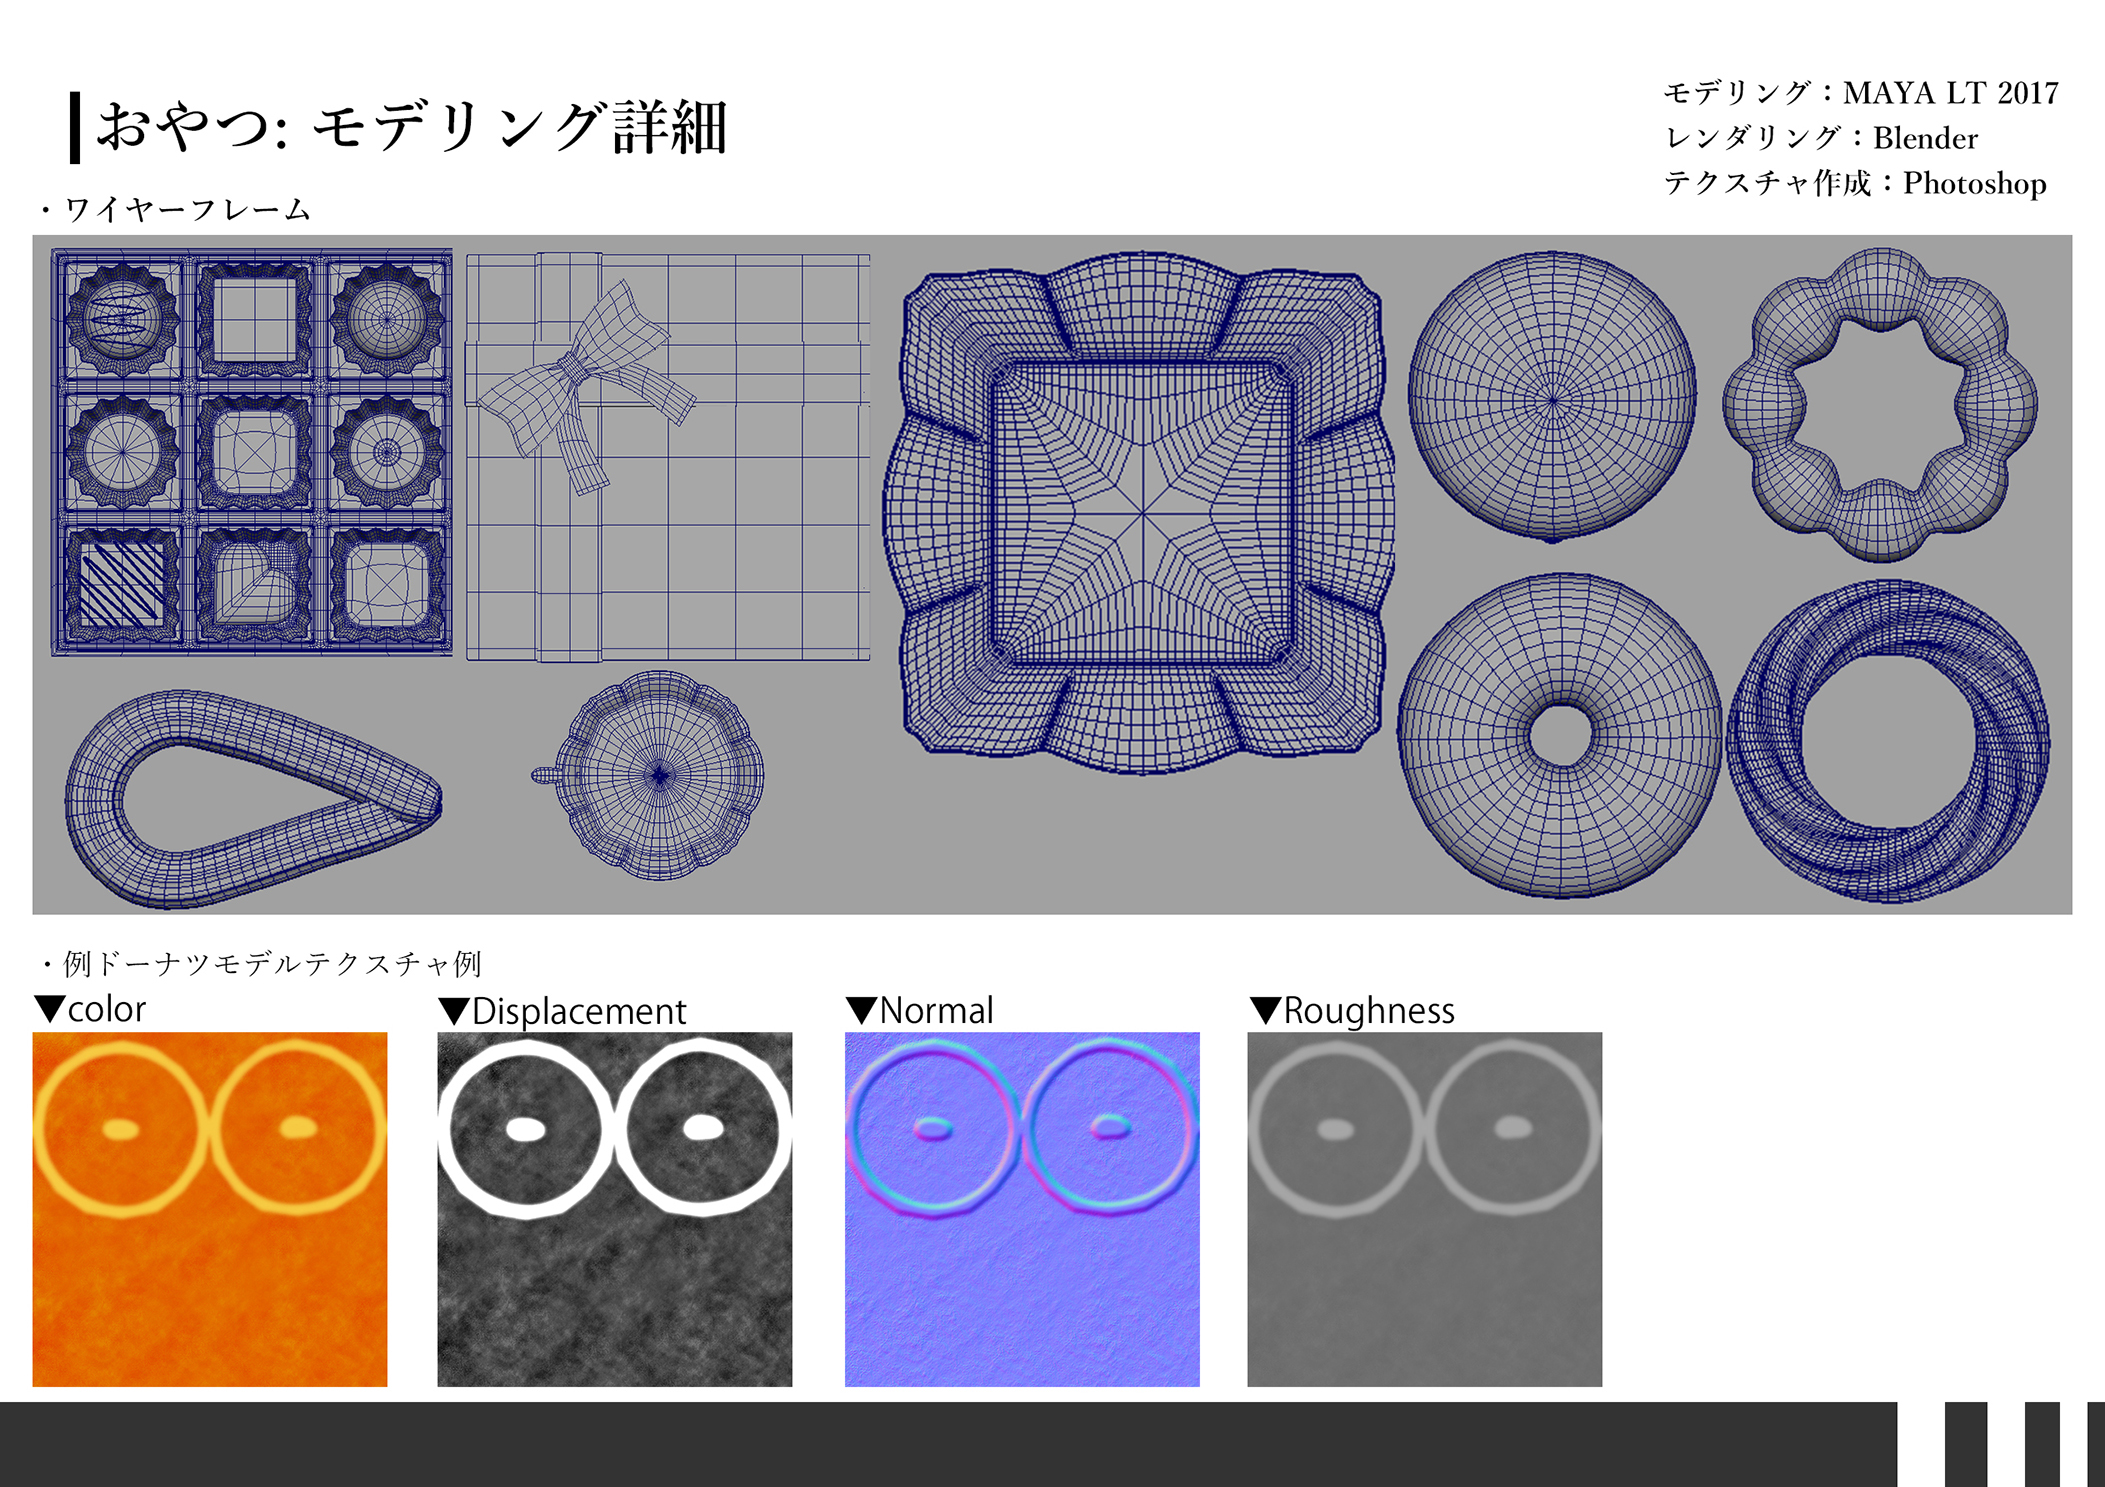 おやつ: モデリング詳細
モデリング：MAYA LT 2017
レンダリング：Blender
テクスチャ作成：Photoshop
・ワイヤーフレーム
・例ドーナツモデルテクスチャ例
▼color
▼Displacement
▼Normal
▼Roughness